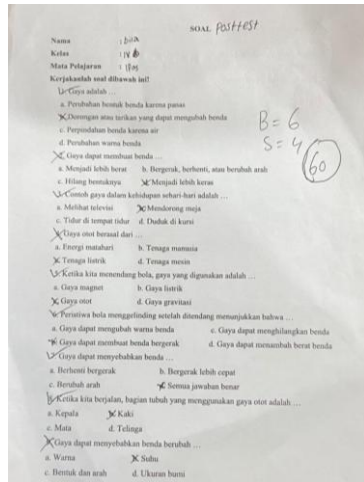 SOAL Posttest
Nama :
Kelas : IV
Mata Pelajaran : IPAS
Kerjakanlah soal dibawah ini!
1. Gaya adalah …
a. Perubahan bentuk benda karena panas
b. Dorongan atau tarikan yang dapat mengubah benda
c. Perpindahan benda karena air
d. Perubahan warna benda
B = 6
S = 4
60
2. Gaya dapat membuat benda …
a. Menjadi lebih berat b. Bergerak, berhenti, atau berubah arah
c. Hilang bentuknya d. Menjadi lebih keras
3. Contoh gaya dalam kehidupan sehari-hari adalah …
a. Melihat televisi b. Mendorong meja
c. Tidur di tempat tidur d. Duduk di kursi
Gaya otot berasal dari …
a. Energi matahari b. Tenaga manusia
Tenaga listrik d. Tenaga mesin
Ketika kita menendang bola, gaya yang digunakan adalah …
a. Gaya magnet b. Gaya listrik
Gaya otot d. Gaya gravitasi
Peristiwa bola menggelinding setelah ditendang menunjukkan bahwa …
a. Gaya dapat mengubah warna benda c. Gaya dapat menghilangkan benda
Gaya dapat membuat benda bergerak d. Gaya dapat menambah berat benda
Gaya dapat menyebabkan benda …
a. Berhenti bergerak b. Bergerak lebih cepat
c. Berubah arah Semua jawaban benar
Ketika kita berjalan, bagian tubuh yang menggunakan gaya otot adalah …
a. Kepala Kaki
c. Mata d. Telinga
Gaya dapat menyebabkan benda berubah …
a. Warna Suhu
c. Bentuk dan arah d. Ukuran bumi